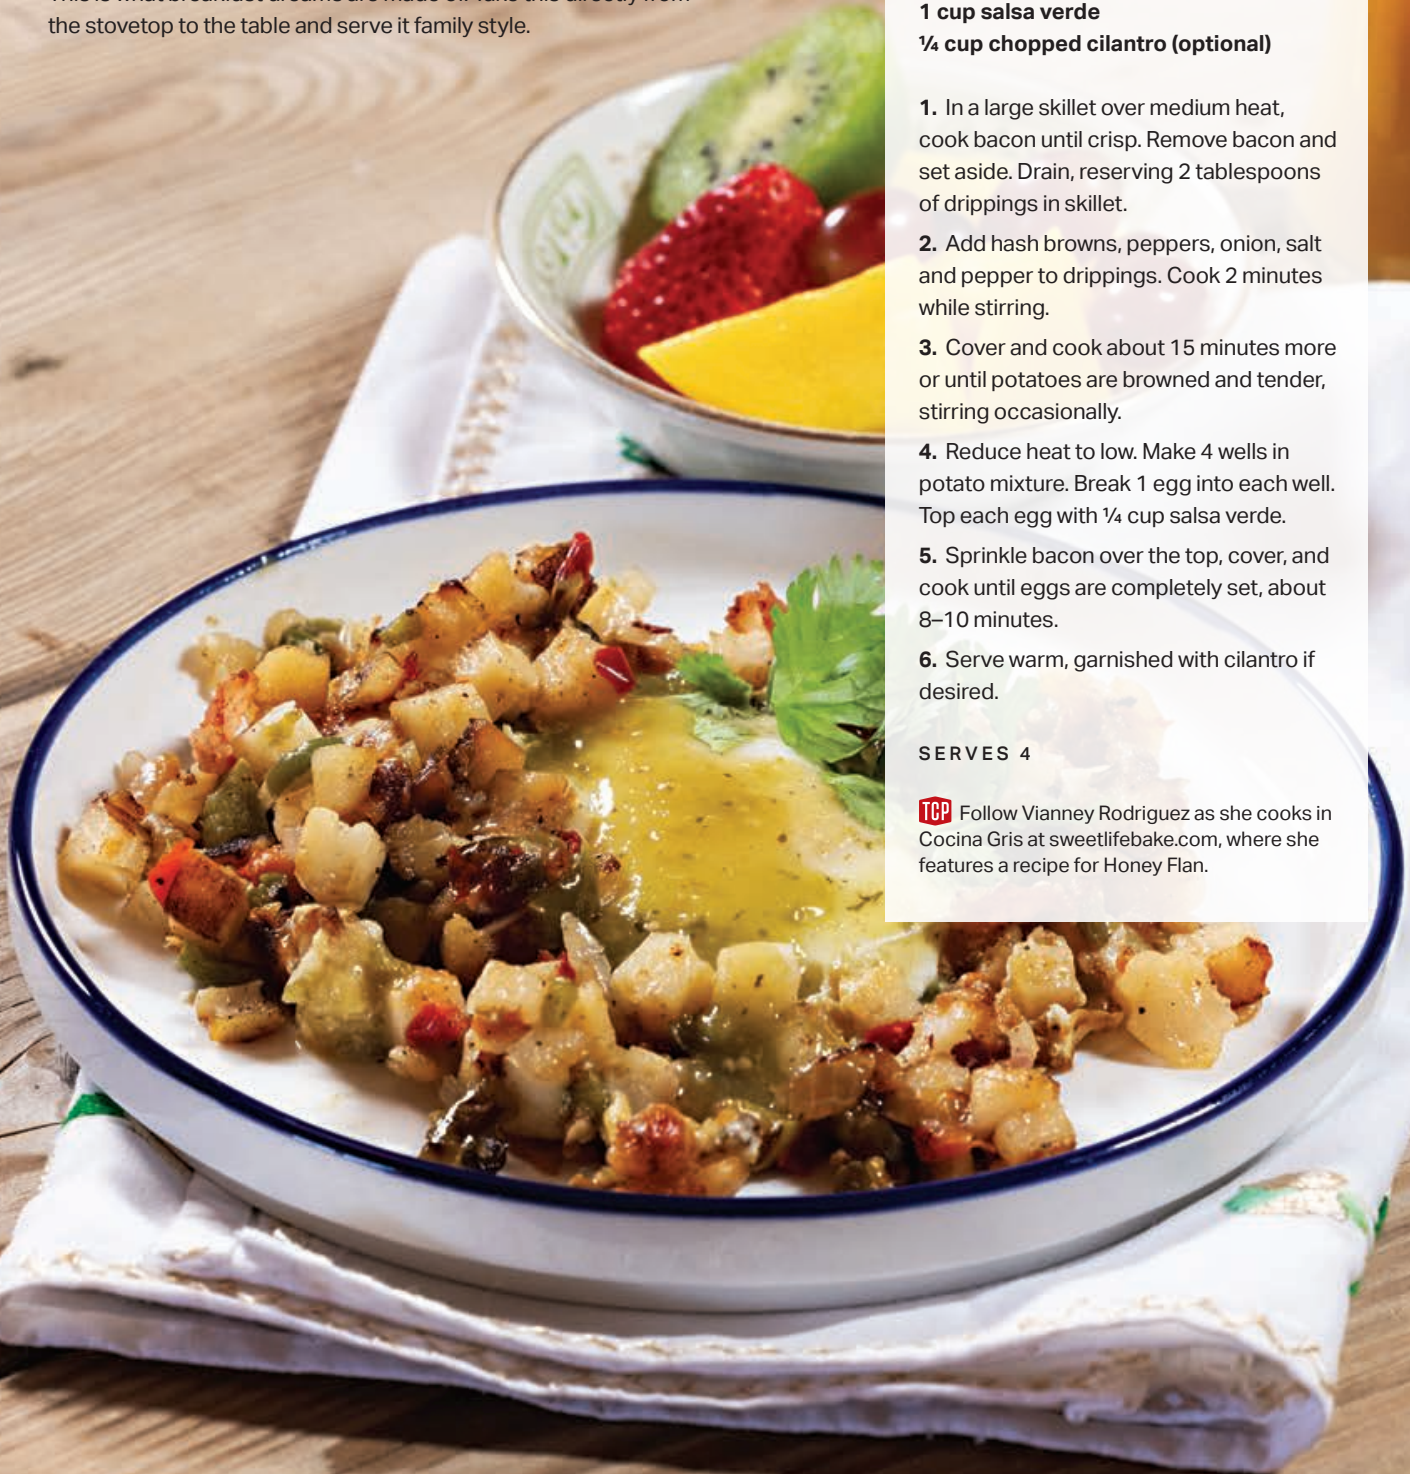 the stovetop to the table and serve it family style.
1 cup salsa verde
¼ cup chopped cilantro (optional)
1. In a large skillet over medium heat,
cook bacon until crisp. Remove bacon and
set aside. Drain, reserving 2 tablespoons
of drippings in skillet.
2. Add hash browns, peppers, onion, salt
and pepper to drippings. Cook 2 minutes
while stirring.
3. Cover and cook about 15 minutes more
or until potatoes are browned and tender,
stirring occasionally.
4. Reduce heat to low. Make 4 wells in
potato mixture. Break 1 egg into each well.
Top each egg with ¼ cup salsa verde.
5. Sprinkle bacon over the top, cover, and
cook until eggs are completely set, about
8–10 minutes.
6. Serve warm, garnished with cilantro if
desired.
SERVES 4
TCP Follow Vianney Rodriguez as she cooks in
Cocina Gris at sweetlifebake.com, where she
features a recipe for Honey Flan.